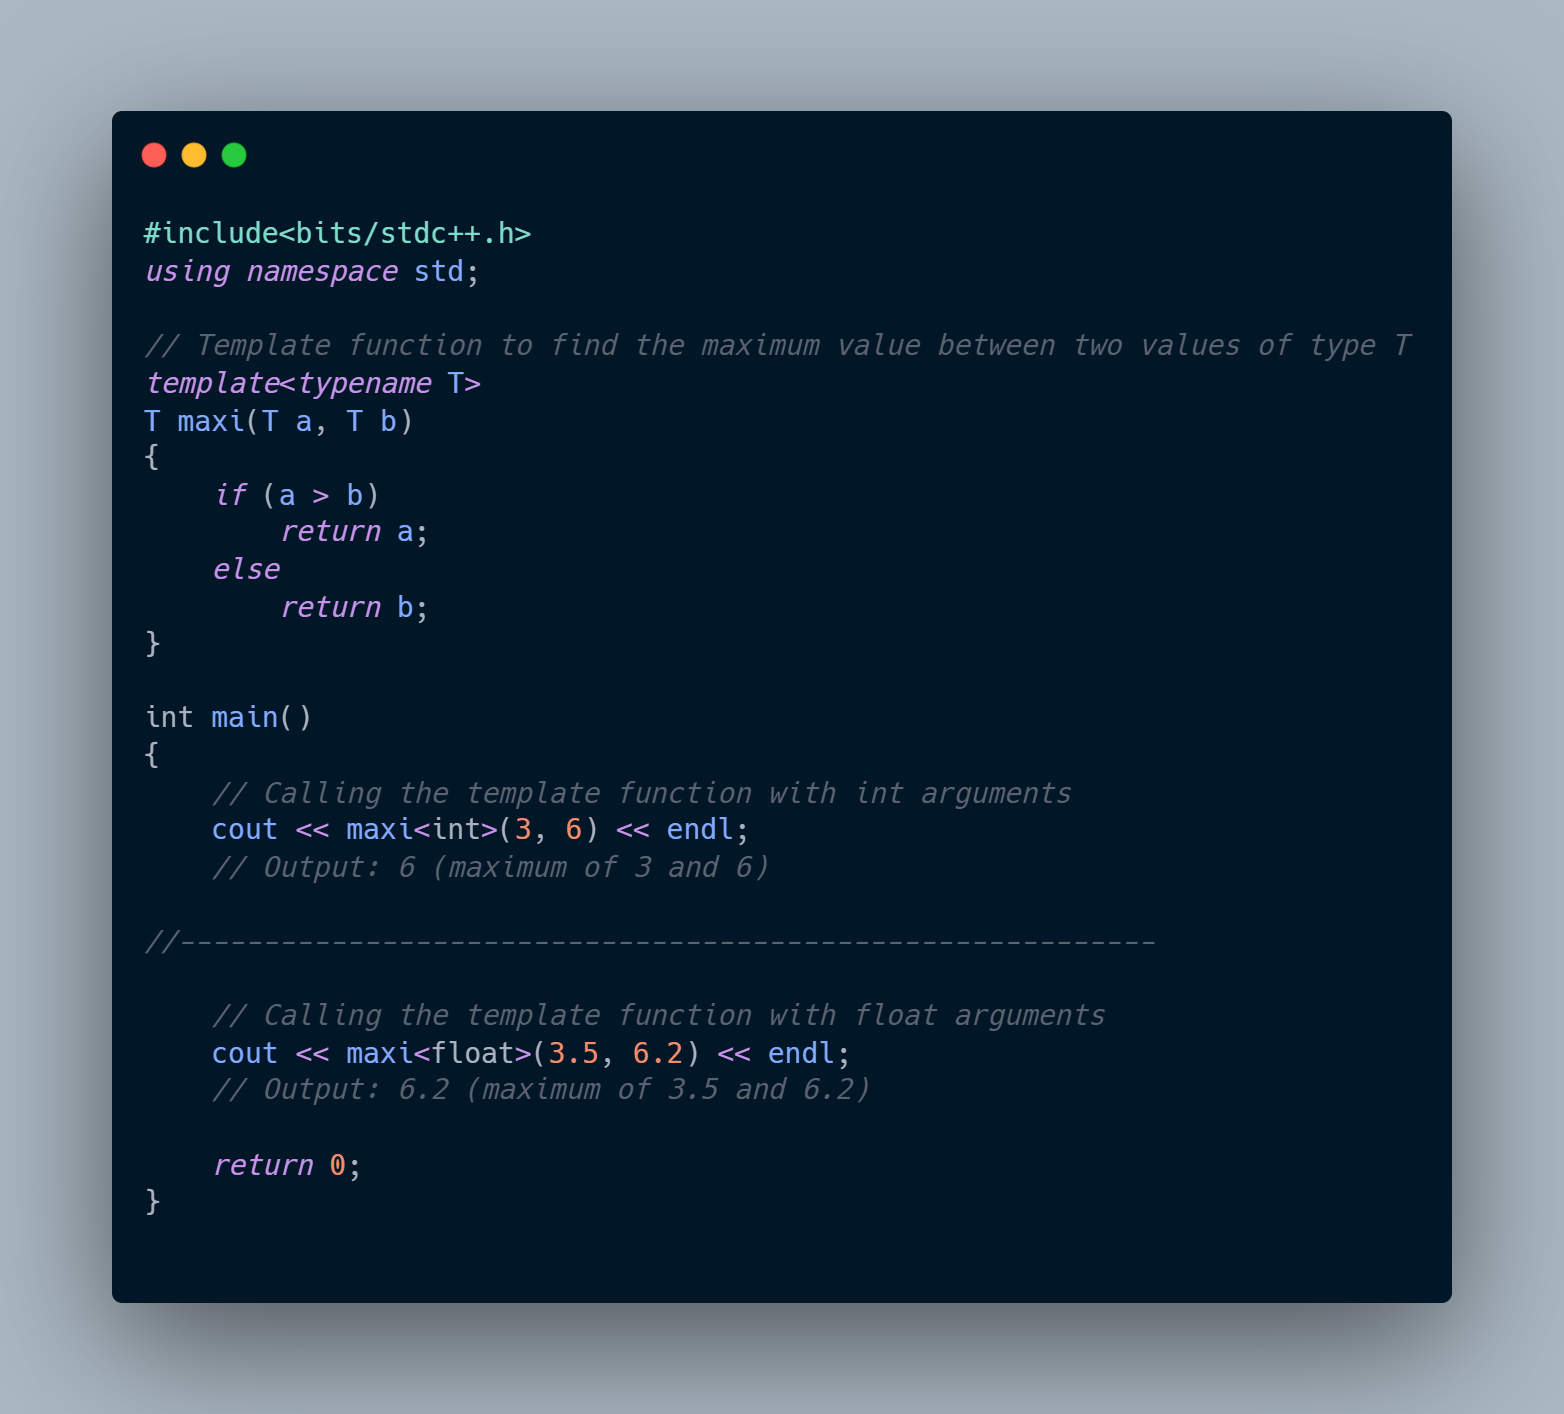 #include<bits/stdc++.h>
using namespace std;

// Template function to find the maximum value between two values of type T
template<typename T>
T maxi(T a, T b)
{
    if (a > b)
        return a;
    else
        return b;
}

int main()
{
    // Calling the template function with int arguments
    cout << maxi<int>(3, 6) << endl;
    // Output: 6 (maximum of 3 and 6)

//----------------------------------------------------------

    // Calling the template function with float arguments
    cout << maxi<float>(3.5, 6.2) << endl;
    // Output: 6.2 (maximum of 3.5 and 6.2)

    return 0;
}